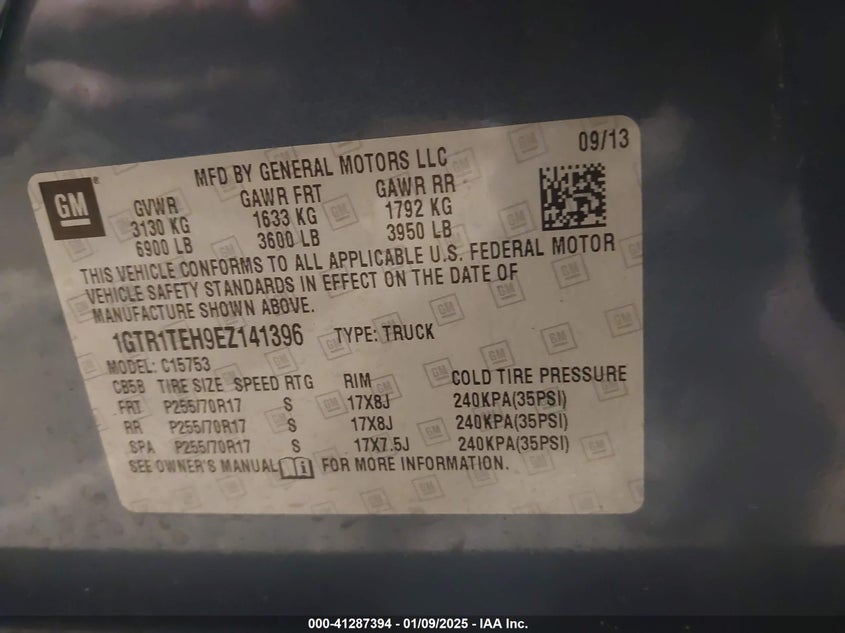 MFD BY GENERAL MOTORS LLC 09/13
GM
GVWR GAWR FRT GAWR RR
3130 KG 1633 KG 1792 KG
6900 LB 3600 LB 3950 LB
THIS VEHICLE CONFORMS TO ALL APPLICABLE U.S. FEDERAL MOTOR
VEHICLE SAFETY STANDARDS IN EFFECT ON THE DATE OF
MANUFACTURE SHOWN ABOVE.
1GTR1TEH9EZ141396 TYPE: TRUCK
MODEL: C15753
CB5B TIRE SIZE SPEED RTG RIM COLD TIRE PRESSURE
FRT P255/70R17 S 17X8J 240KPA(35PSI)
RR P255/70R17 S 17X8J 240KPA(35PSI)
SPA P255/70R17 S 17X7.5J 240KPA(35PSI)
SEE OWNER'S MANUAL FOR MORE INFORMATION.
000-41287394 - 01/09/2025 - IAA Inc.